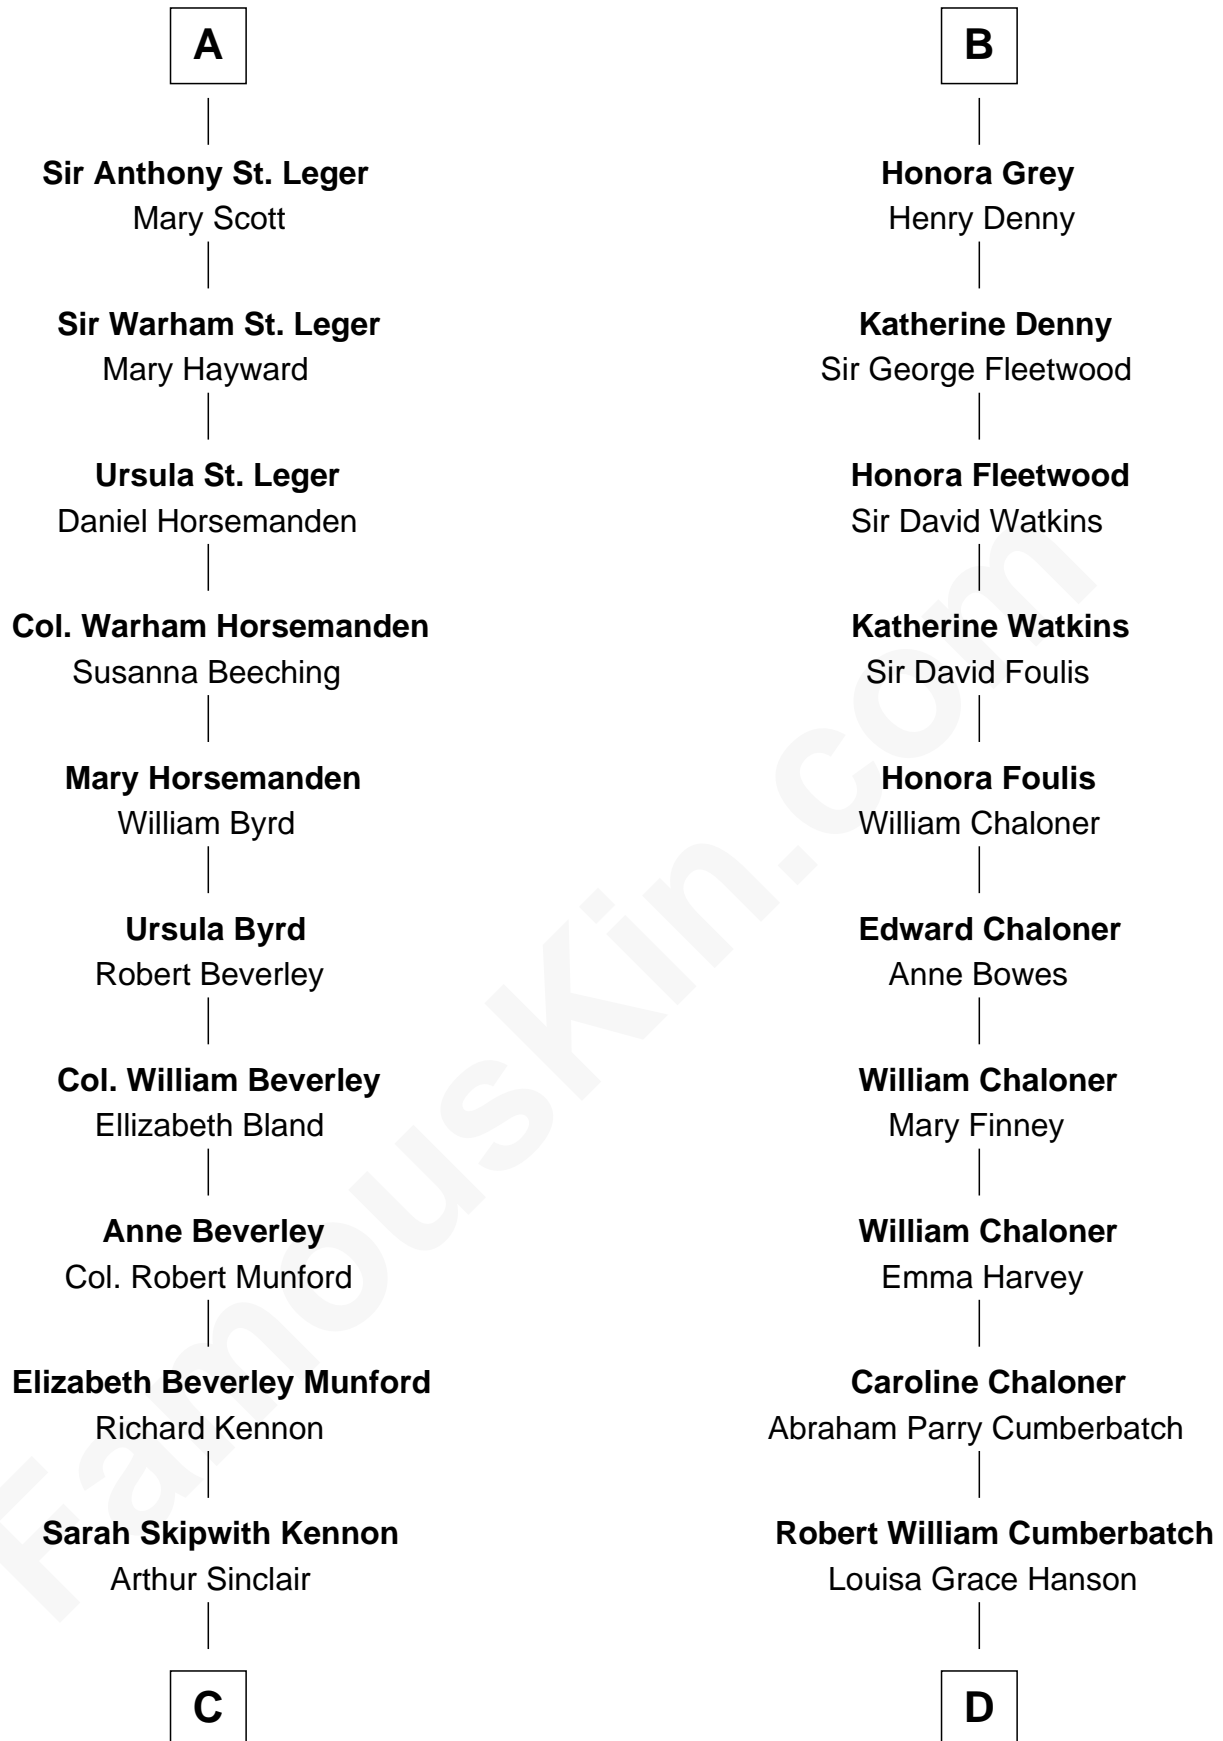 A
Sir Anthony St. Leger
Mary Scott
Sir Warham St. Leger
Mary Hayward
Ursula St. Leger
Daniel Horsemanden
Col. Warham Horsemanden
Susanna Beeching
Mary Horsemanden
William Byrd
Ursula Byrd
Robert Beverley
Col. William Beverley
Ellizabeth Bland
Anne Beverley
Col. Robert Munford
Elizabeth Beverley Munford
Richard Kennon
Sarah Skipwith Kennon
Arthur Sinclair
C
B
Honora Grey
Henry Denny
Katherine Denny
Sir George Fleetwood
Honora Fleetwood
Sir David Watkins
Katherine Watkins
Sir David Foulis
Honora Foulis
William Chaloner
Edward Chaloner
Anne Bowes
William Chaloner
Mary Finney
William Chaloner
Emma Harvey
Caroline Chaloner
Abraham Parry Cumberbatch
Robert William Cumberbatch
Louisa Grace Hanson
D
FamousKin.com